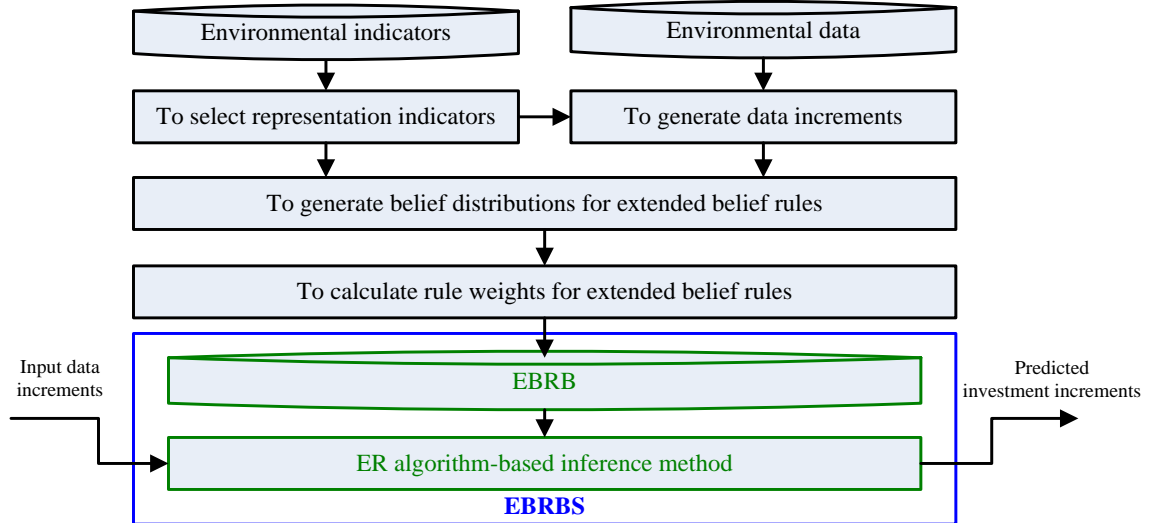 Environmental indicators
Environmental data
To select representation indicators
To generate data increments
To generate belief distributions for extended belief rules
To calculate rule weights for extended belief rules
Input data
increments
EBRB
Predicted
investment increments
ER algorithm-based inference method
EBRBS